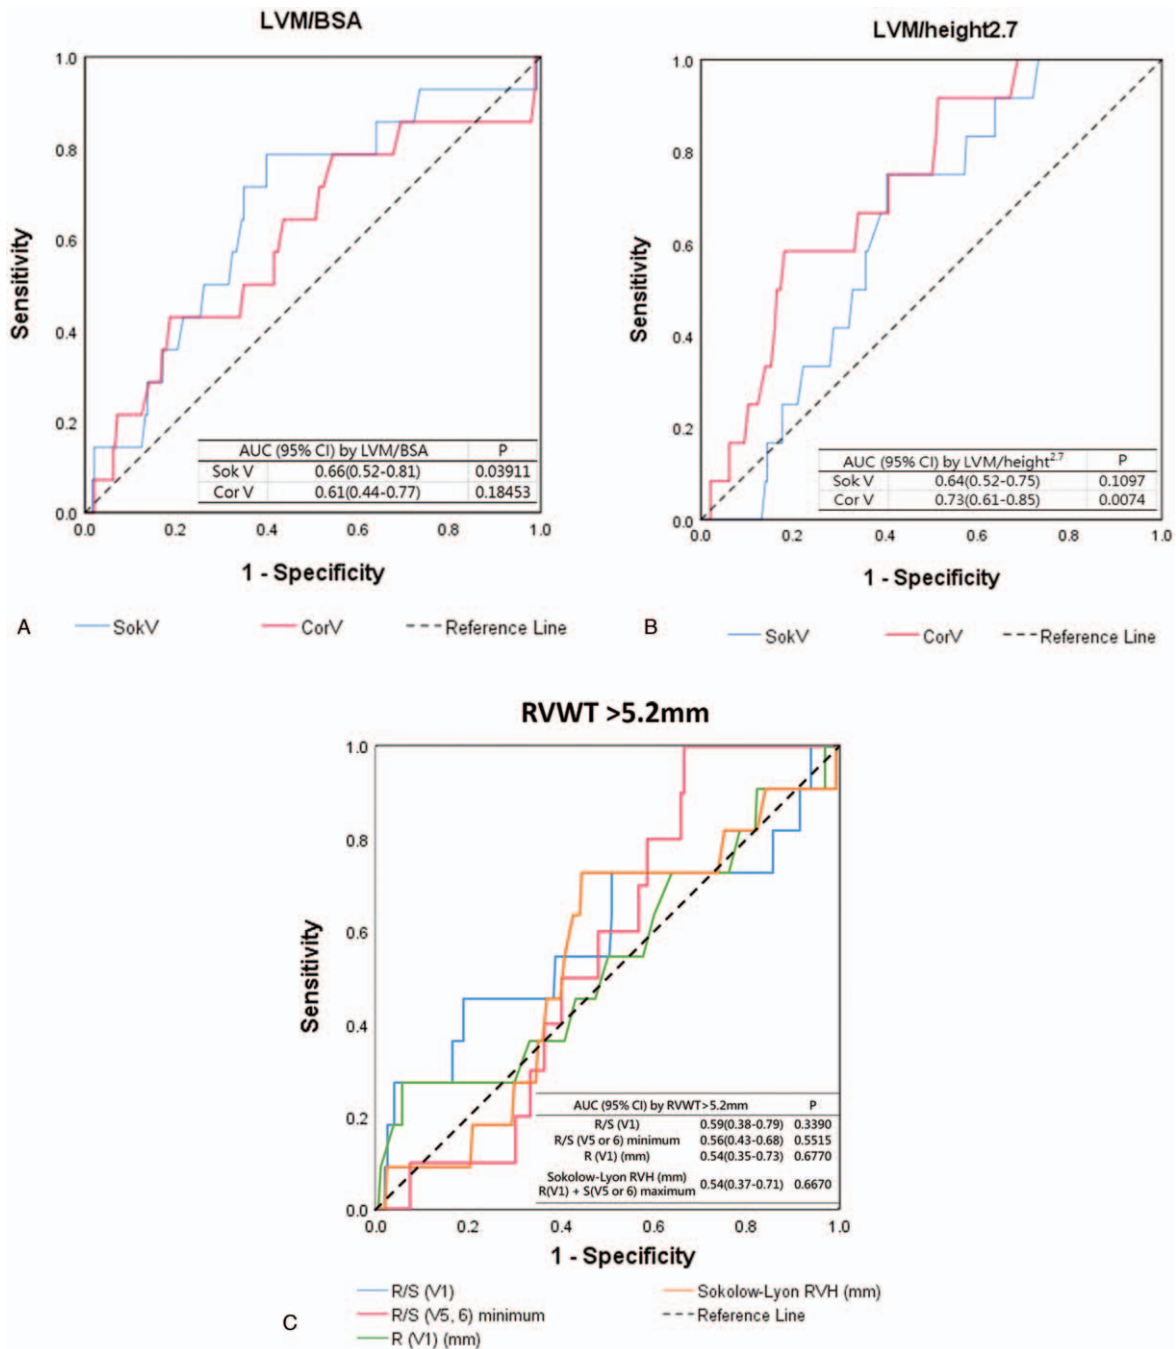 LVM/BSA
1.0
0.8
0.6
0.4
0.2
0.0
Sensitivity
AUC (95% CI) by LVM/BSA P
Sok V 0.66(0.52-0.81) 0.03911
Cor V 0.61(0.44-0.77) 0.18453
0.0 0.2 0.4 0.6 0.8 1.0
1 - Specificity
A SokV CorV Reference Line
LVM/height2.7
1.0
0.8
0.6
0.4
0.2
0.0
Sensitivity
AUC (95% CI) by LVM/height2.7 P
Sok V 0.64(0.52-0.75) 0.1097
Cor V 0.73(0.61-0.85) 0.0074
0.0 0.2 0.4 0.6 0.8 1.0
1 - Specificity
B SokV CorV Reference Line
RVWT >5.2mm
1.0
0.8
0.6
0.4
0.2
0.0
Sensitivity
AUC (95% CI) by RVWT>5.2mm P
R/S (V1) 0.59(0.38-0.79) 0.3390
R/S (V5 or 6) minimum 0.56(0.43-0.68) 0.5515
R (V1) (mm) 0.54(0.35-0.73) 0.6770
Sokolow-Lyon RVH (mm)
R(V1) + S(V5 or 6) maximum 0.54(0.37-0.71) 0.6670
0.0 0.2 0.4 0.6 0.8 1.0
1 - Specificity
R/S (V1) Sokolow-Lyon RVH (mm)
R/S (V5, 6) minimum Reference Line
C R (V1) (mm)